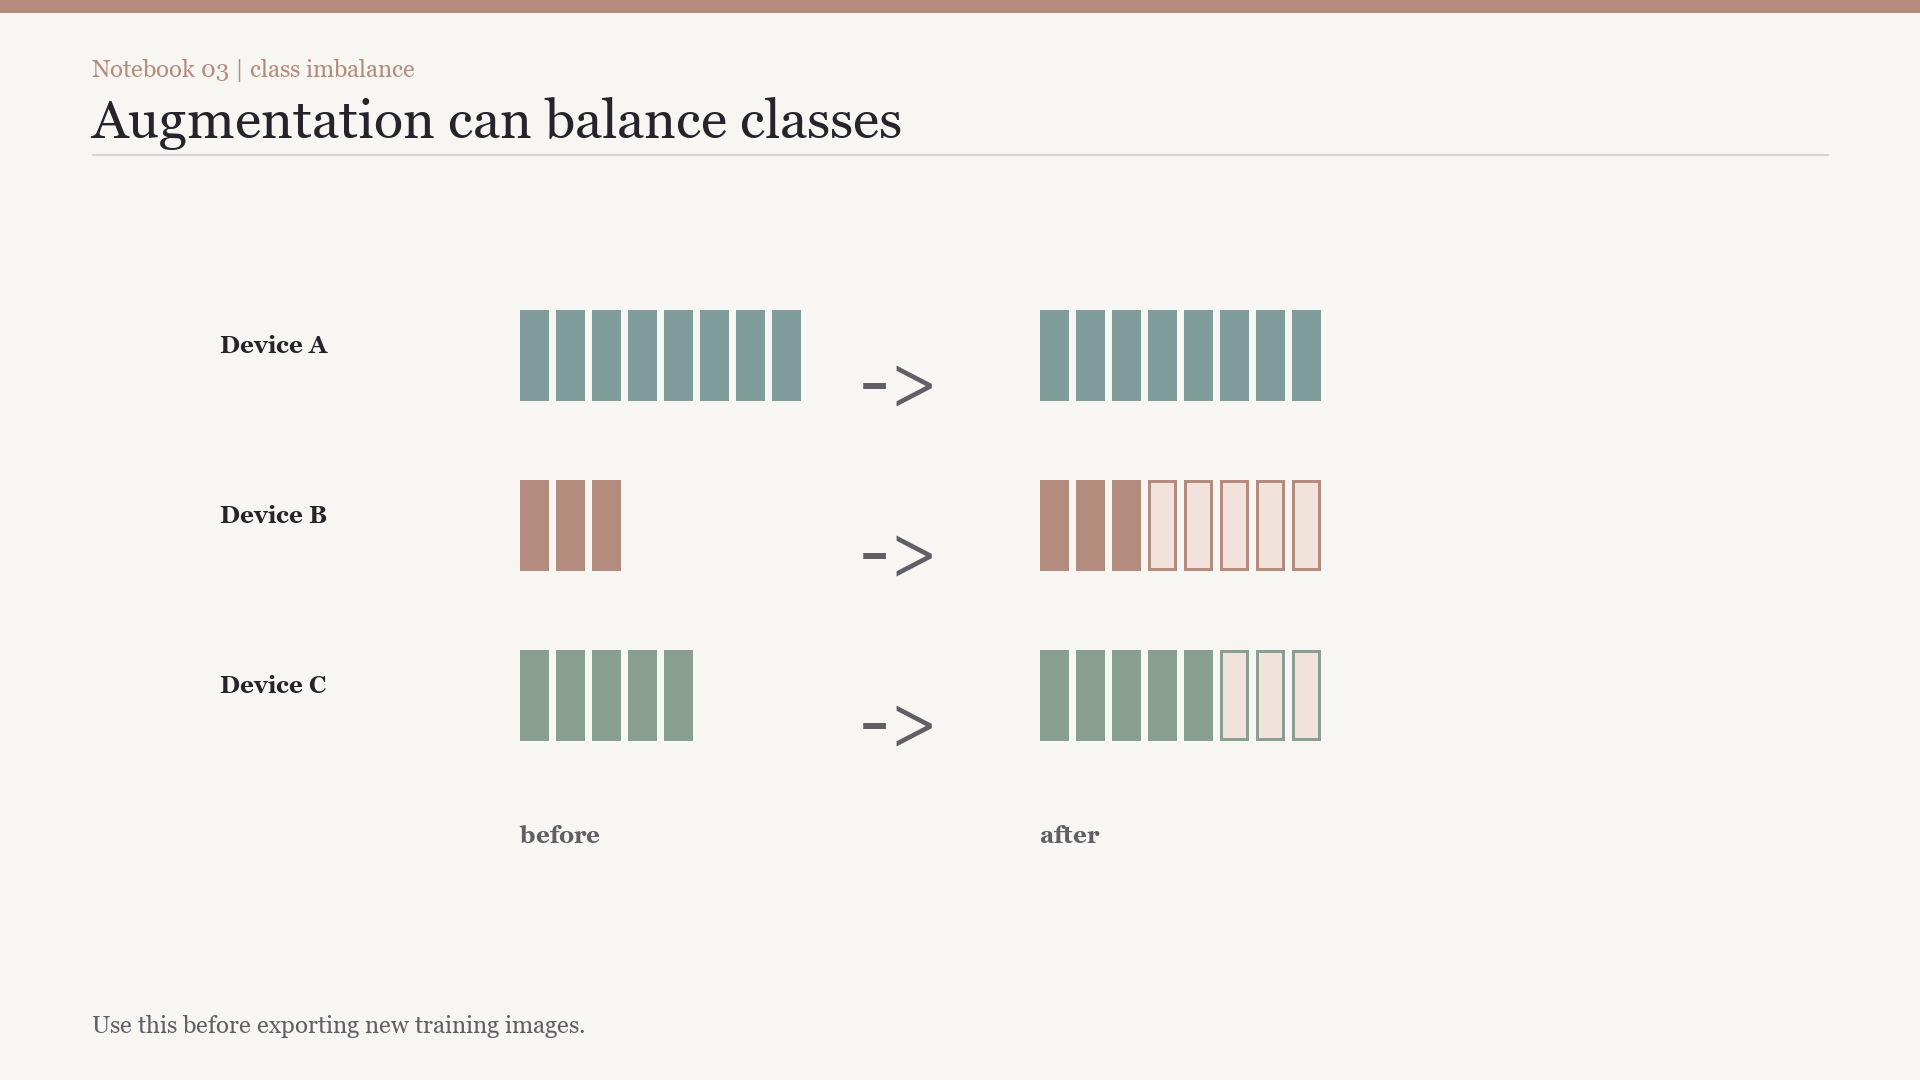 Notebook 03 | class imbalance
Augmentation can balance classes
Device A
->
Device B
->
Device C
->
before
after
Use this before exporting new training images.